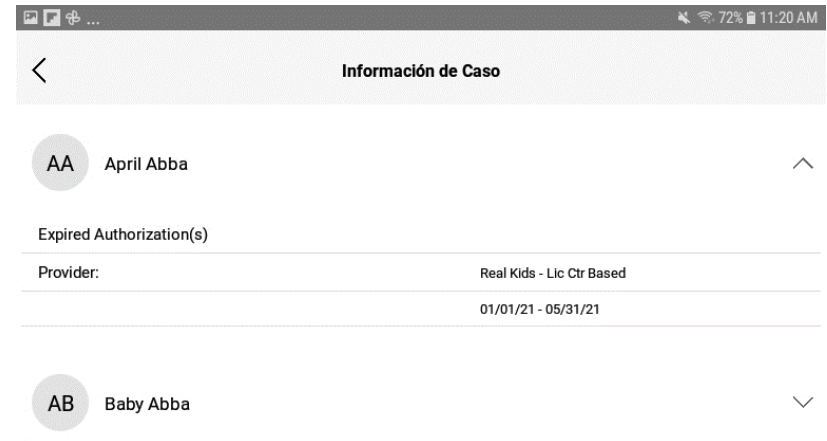 ... 72% 11:20 AM
Información de Caso
AA April Abba
Expired Authorization(s)
Provider: Real Kids - Lic Ctr Based
01/01/21 - 05/31/21
AB Baby Abba